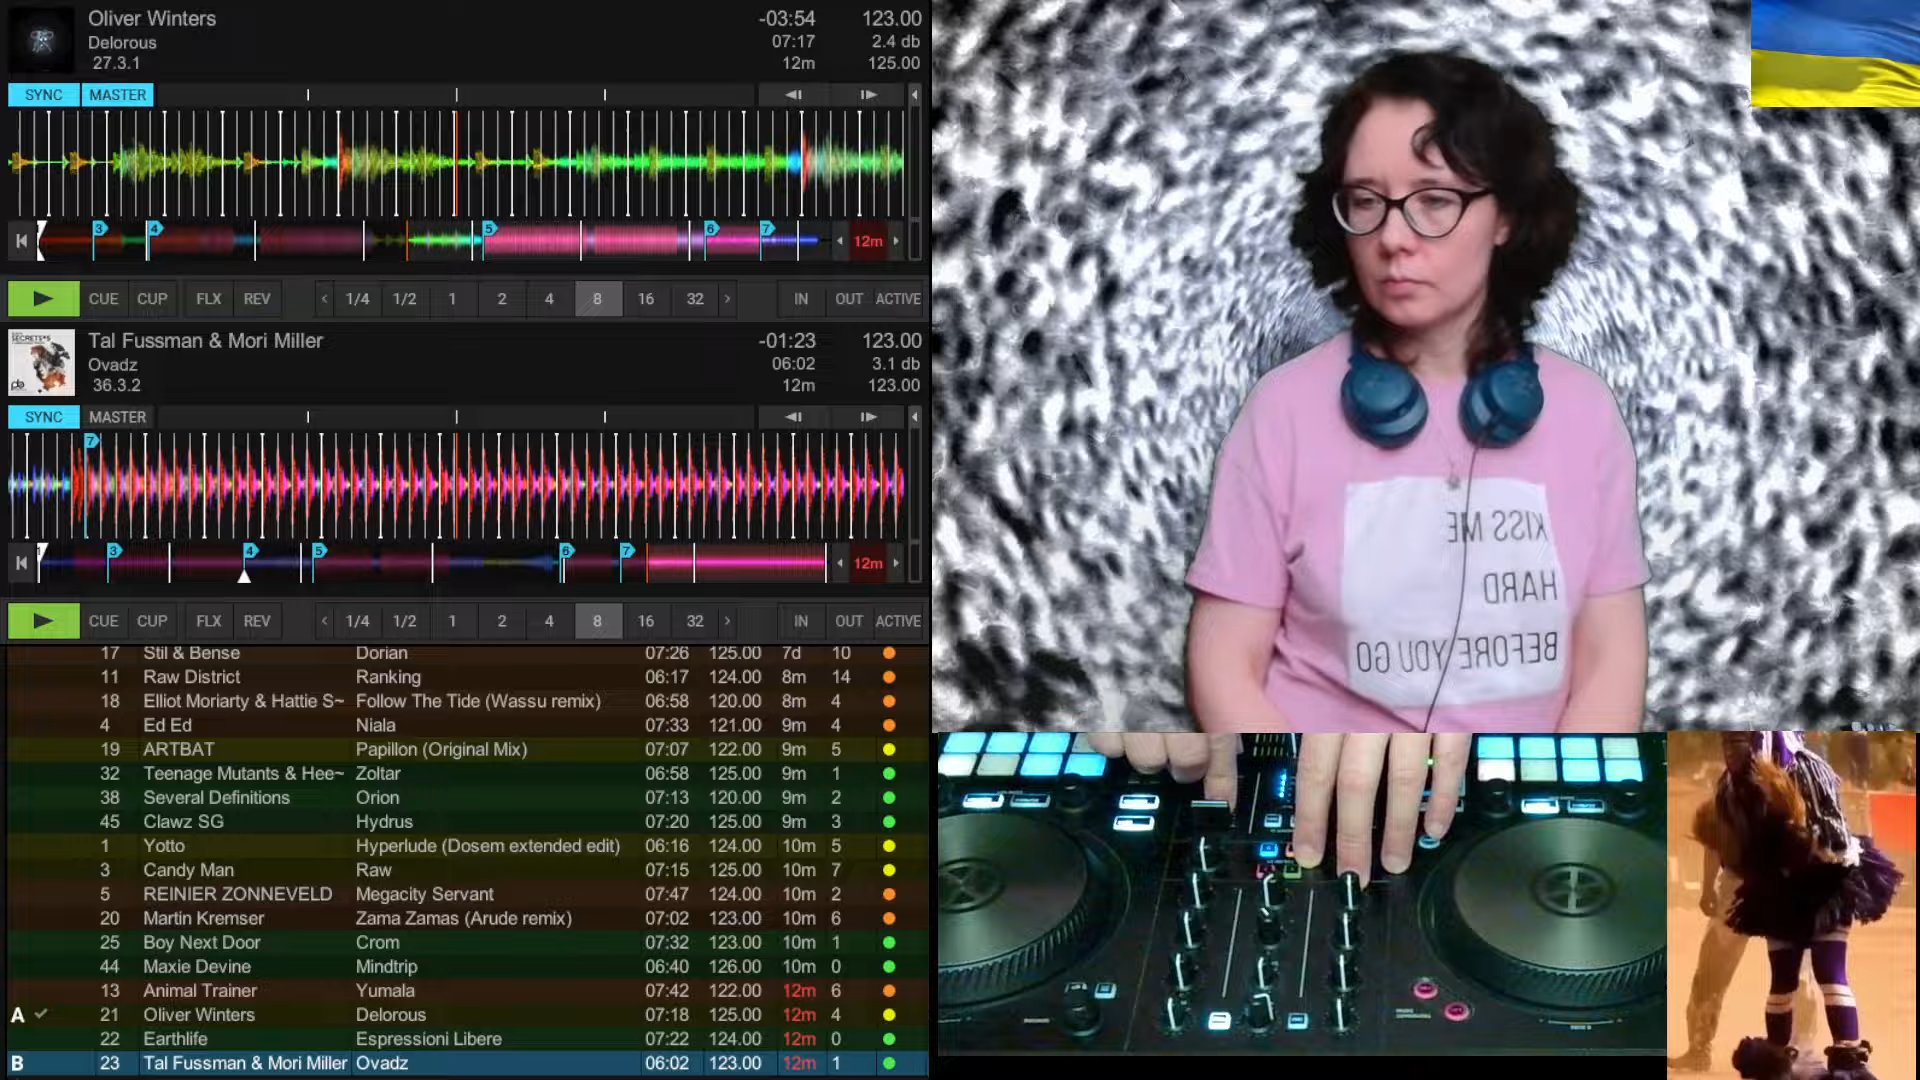 Oliver Winters -03:54 123.00
Delorous 07:17 2.4 db
27.3.1 12m 125.00
SYNC MASTER
3 4 5 6 7 12m
CUE CUP FLX REV 1/4 1/2 1 2 4 8 16 32 IN OUT ACTIVE
Tal Fussman & Mori Miller -01:23 123.00
Ovadz 06:02 3.1 db
36.3.2 12m 123.00
SECRETS
SYNC MASTER
7
1 3 4 5 6 7 12m
CUE CUP FLX REV 1/4 1/2 1 2 4 8 16 32 IN OUT ACTIVE
17 Stil & Bense Dorian 07:26 125.00 7d 10
11 Raw District Ranking 06:17 124.00 8m 14
18 Elliot Moriarty & Hattie S~ Follow The Tide (Wassu remix) 06:58 120.00 8m 4
4 Ed Ed Niala 07:33 121.00 9m 4
19 ARTBAT Papillon (Original Mix) 07:07 122.00 9m 5
32 Teenage Mutants & Hee~ Zoltar 06:58 125.00 9m 1
38 Several Definitions Orion 07:13 120.00 9m 2
45 Clawz SG Hydrus 07:20 125.00 9m 3
1 Yotto Hyperlude (Dosem extended edit) 06:16 124.00 10m 5
3 Candy Man Raw 07:15 125.00 10m 7
5 REINIER ZONNEVELD Megacity Servant 07:47 124.00 10m 2
20 Martin Kremser Zama Zamas (Arude remix) 07:02 123.00 10m 6
25 Boy Next Door Crom 07:32 123.00 10m 1
44 Maxie Devine Mindtrip 06:40 126.00 10m 0
13 Animal Trainer Yumala 07:42 122.00 12m 6
A 21 Oliver Winters Delorous 07:18 125.00 12m 4
22 Earthlife Espressioni Libere 07:22 124.00 12m 0
B 23 Tal Fussman & Mori Miller Ovadz 06:02 123.00 12m 1
KISS ME
HARD
BEFORE YOU GO